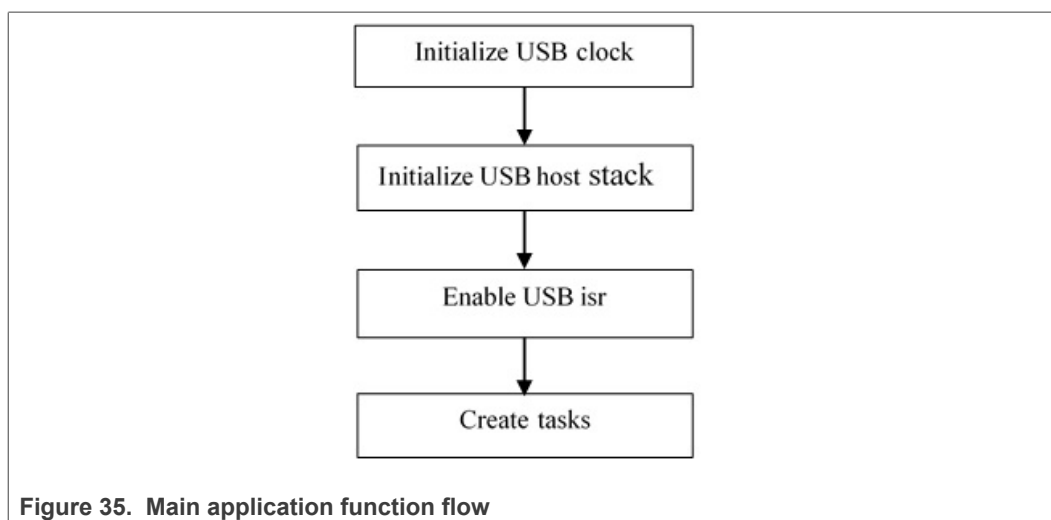 Initialize USB clock
Initialize USB host stack
Enable USB isr
Create tasks
Figure 35. Main application function flow